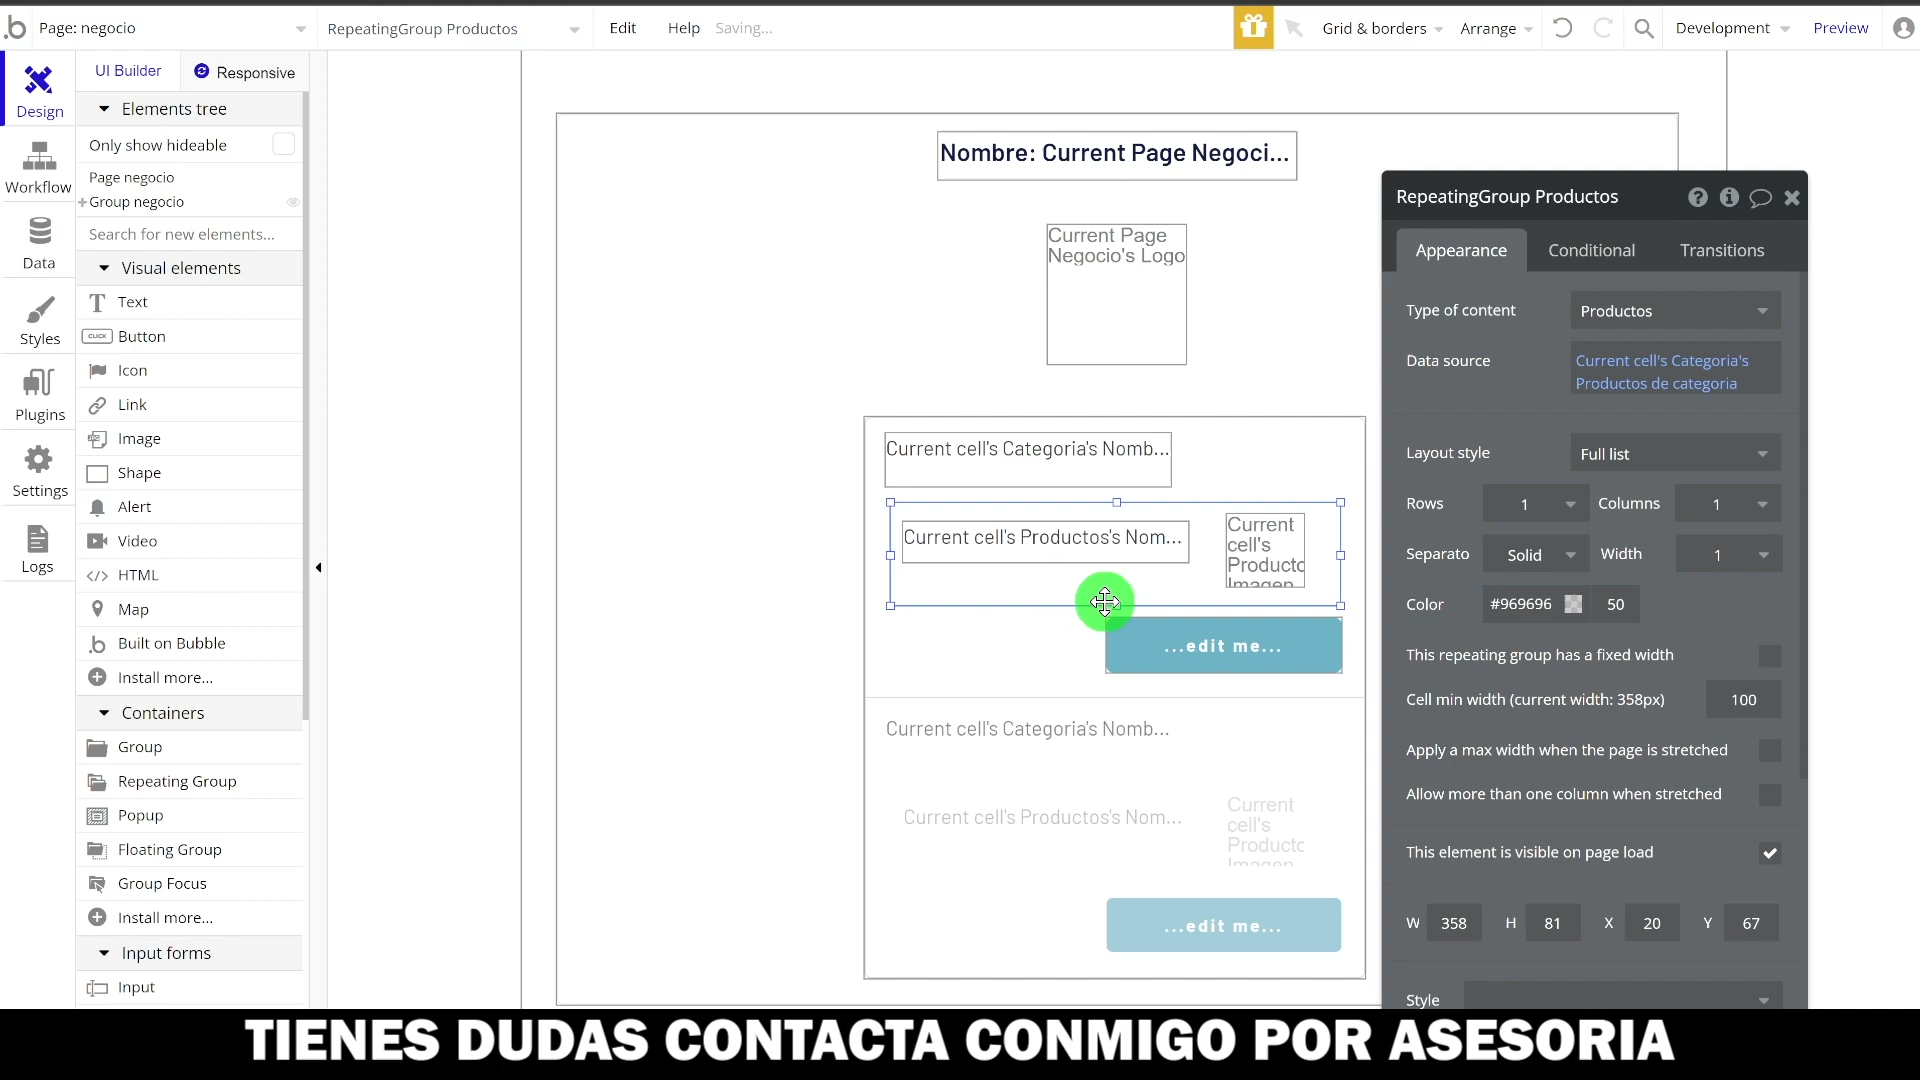 Page: negocio
RepeatingGroup Productos
Edit
Help
Saving...
Grid & borders
Arrange
Development
Preview
Design
Workflow
Data
Styles
Plugins
Settings
Logs
UI Builder
Responsive
Elements tree
Only show hideable
Page negocio
Group negocio
Search for new elements...
Visual elements
Text
CLICK
Button
Icon
Link
Image
Shape
Alert
Video
HTML
Map
Built on Bubble
Install more...
Containers
Group
Repeating Group
Popup
Floating Group
Group Focus
Install more...
Input forms
Input
Nombre: Current Page Negoci...
Current Page
Negocio's Logo
Current cell's Categoria's Nomb...
Current cell's Productos's Nom...
Current
cell's
Producto
Imagen
...edit me...
Current cell's Categoria's Nomb...
Current cell's Productos's Nom...
Current
cell's
Producto
Imagen
...edit me...
RepeatingGroup Productos
Appearance
Conditional
Transitions
Type of content
Productos
Data source
Current cell's Categoria's
Productos de categoria
Layout style
Full list
Rows
1
Columns
1
Separato
Solid
Width
1
Color
#969696
50
This repeating group has a fixed width
Cell min width (current width: 358px)
100
Apply a max width when the page is stretched
Allow more than one column when stretched
This element is visible on page load
W
358
H
81
X
20
Y
67
Style
TIENES DUDAS CONTACTA CONMIGO POR ASESORIA